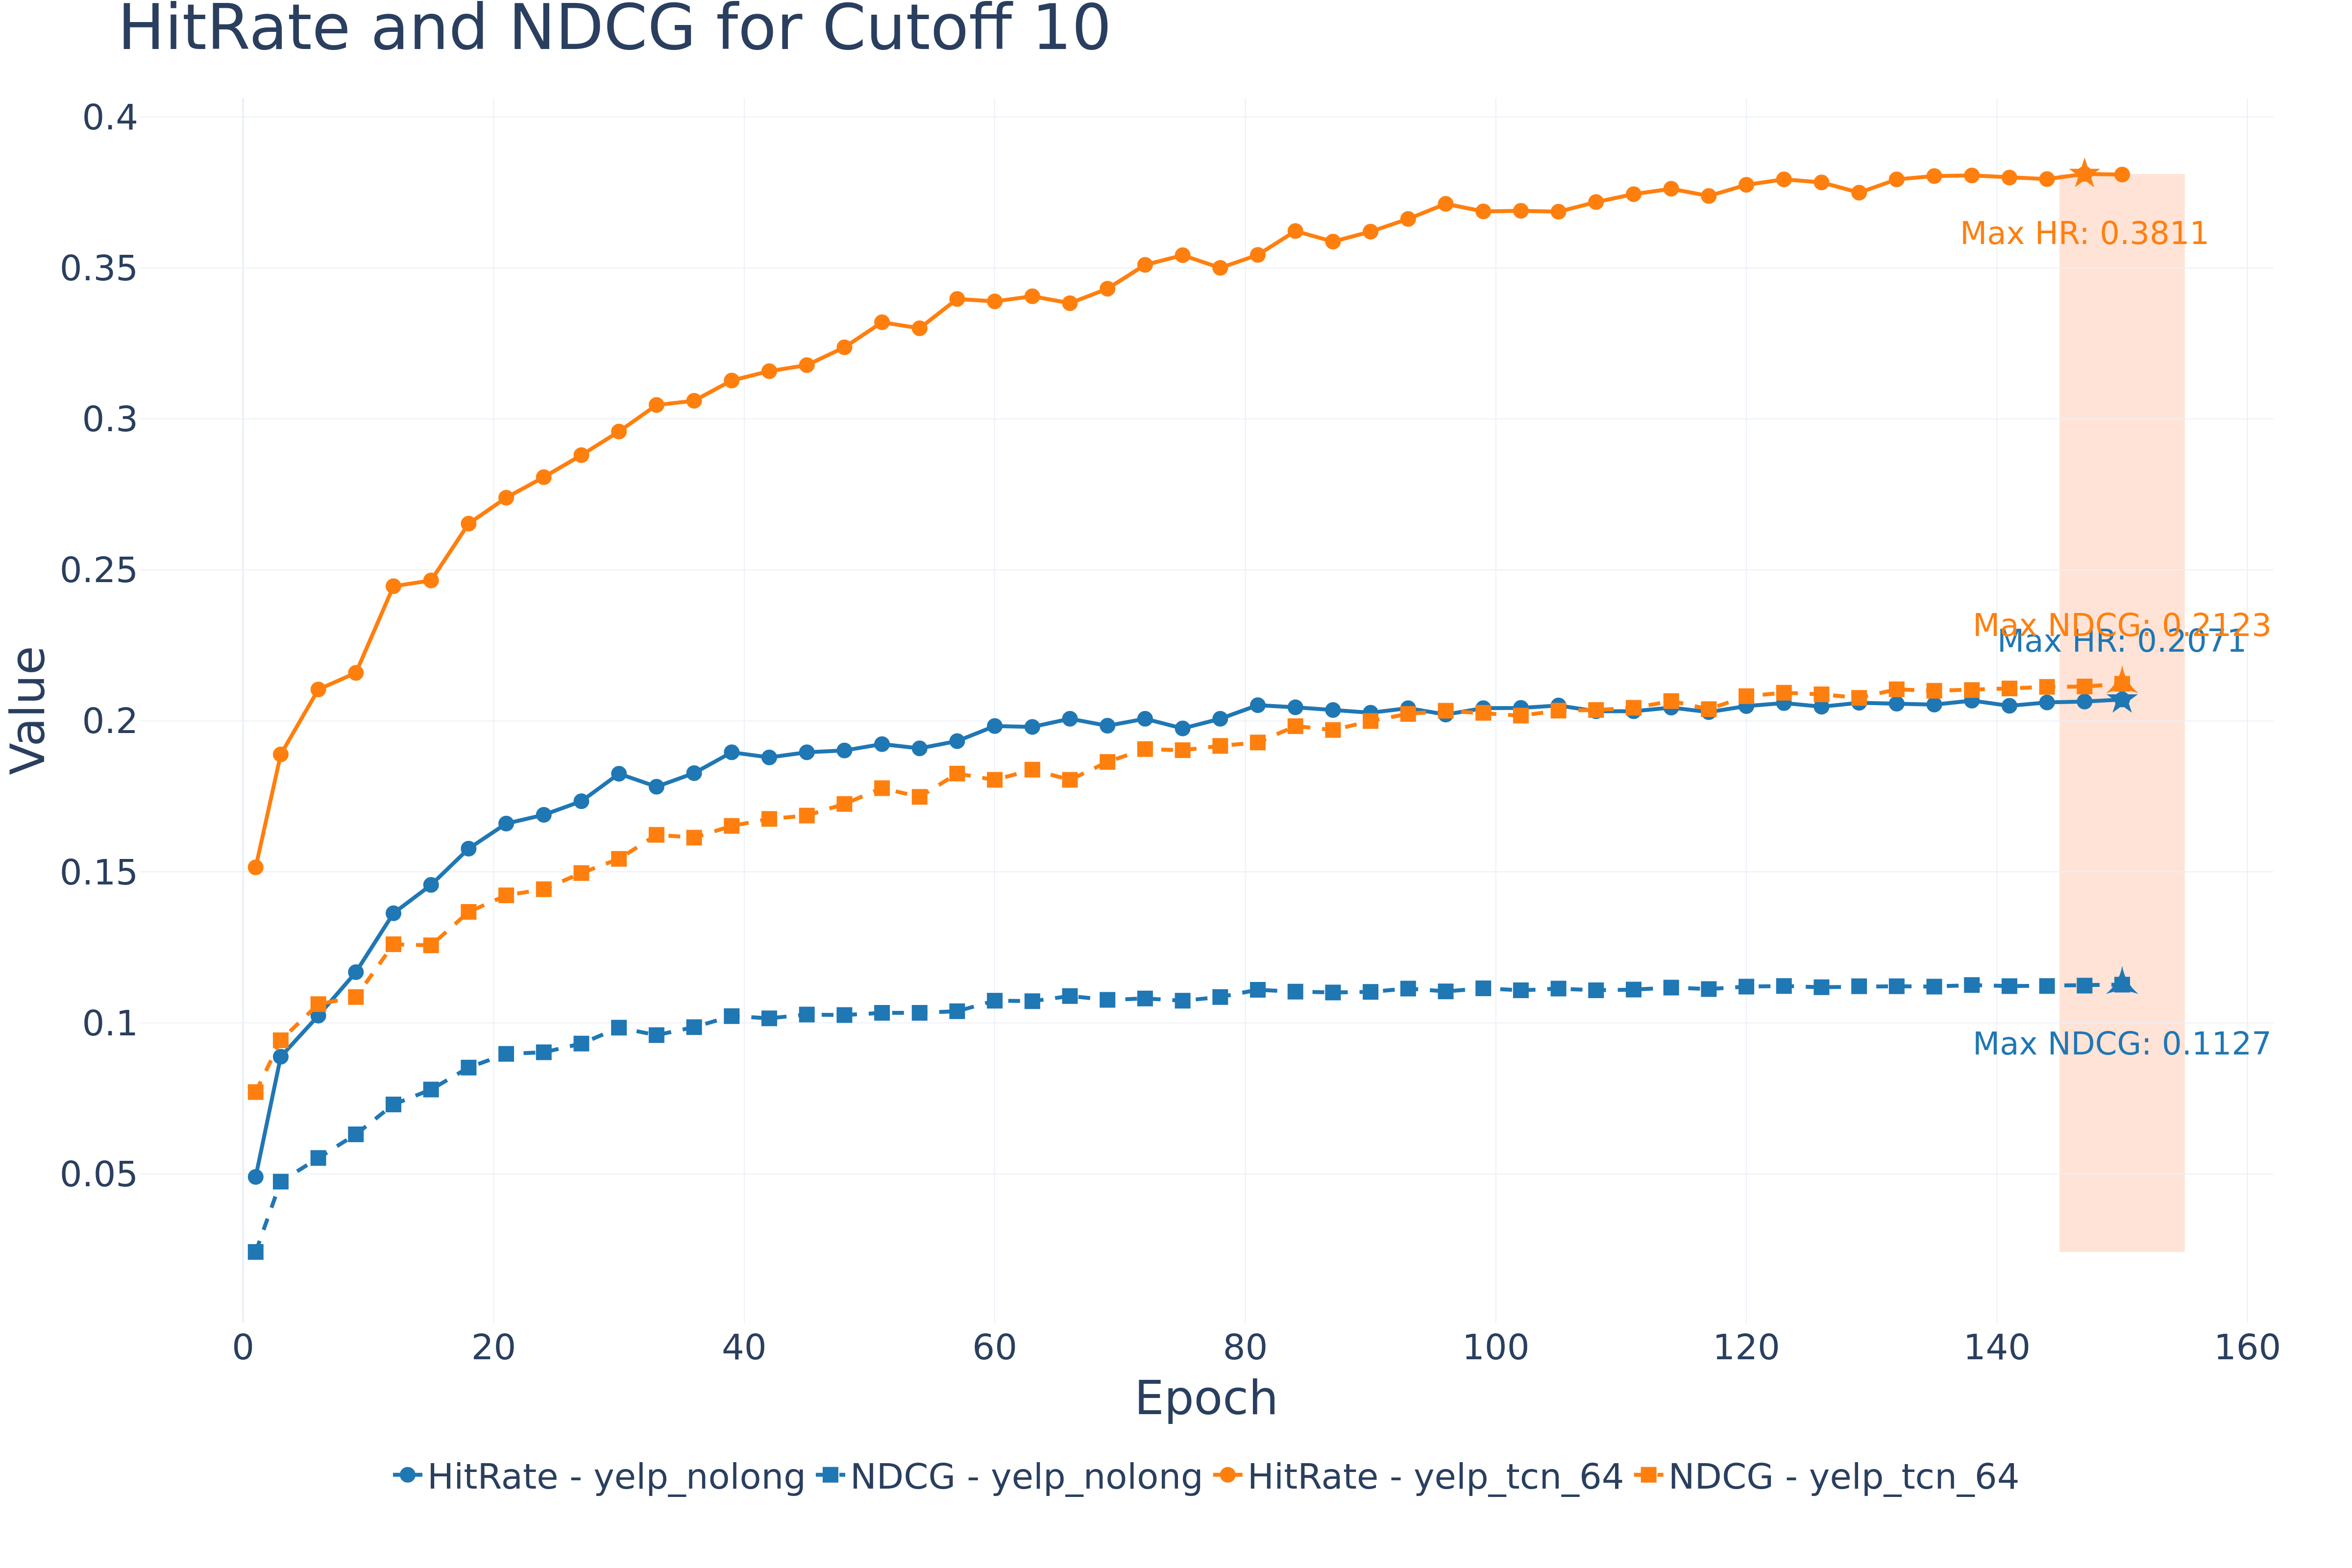 HitRate and NDCG for Cutoff 10
0.4
0.35
0.3
0.25
0.2
0.15
0.1
0.05
Value
Max HR: 0.3811
Max NDCG: 0.2123
Max HR: 0.2071
Max NDCG: 0.1127
0 20 40 60 80 100 120 140 160
Epoch
HitRate - yelp_nolong NDCG - yelp_nolong HitRate - yelp_tcn_64 NDCG - yelp_tcn_64